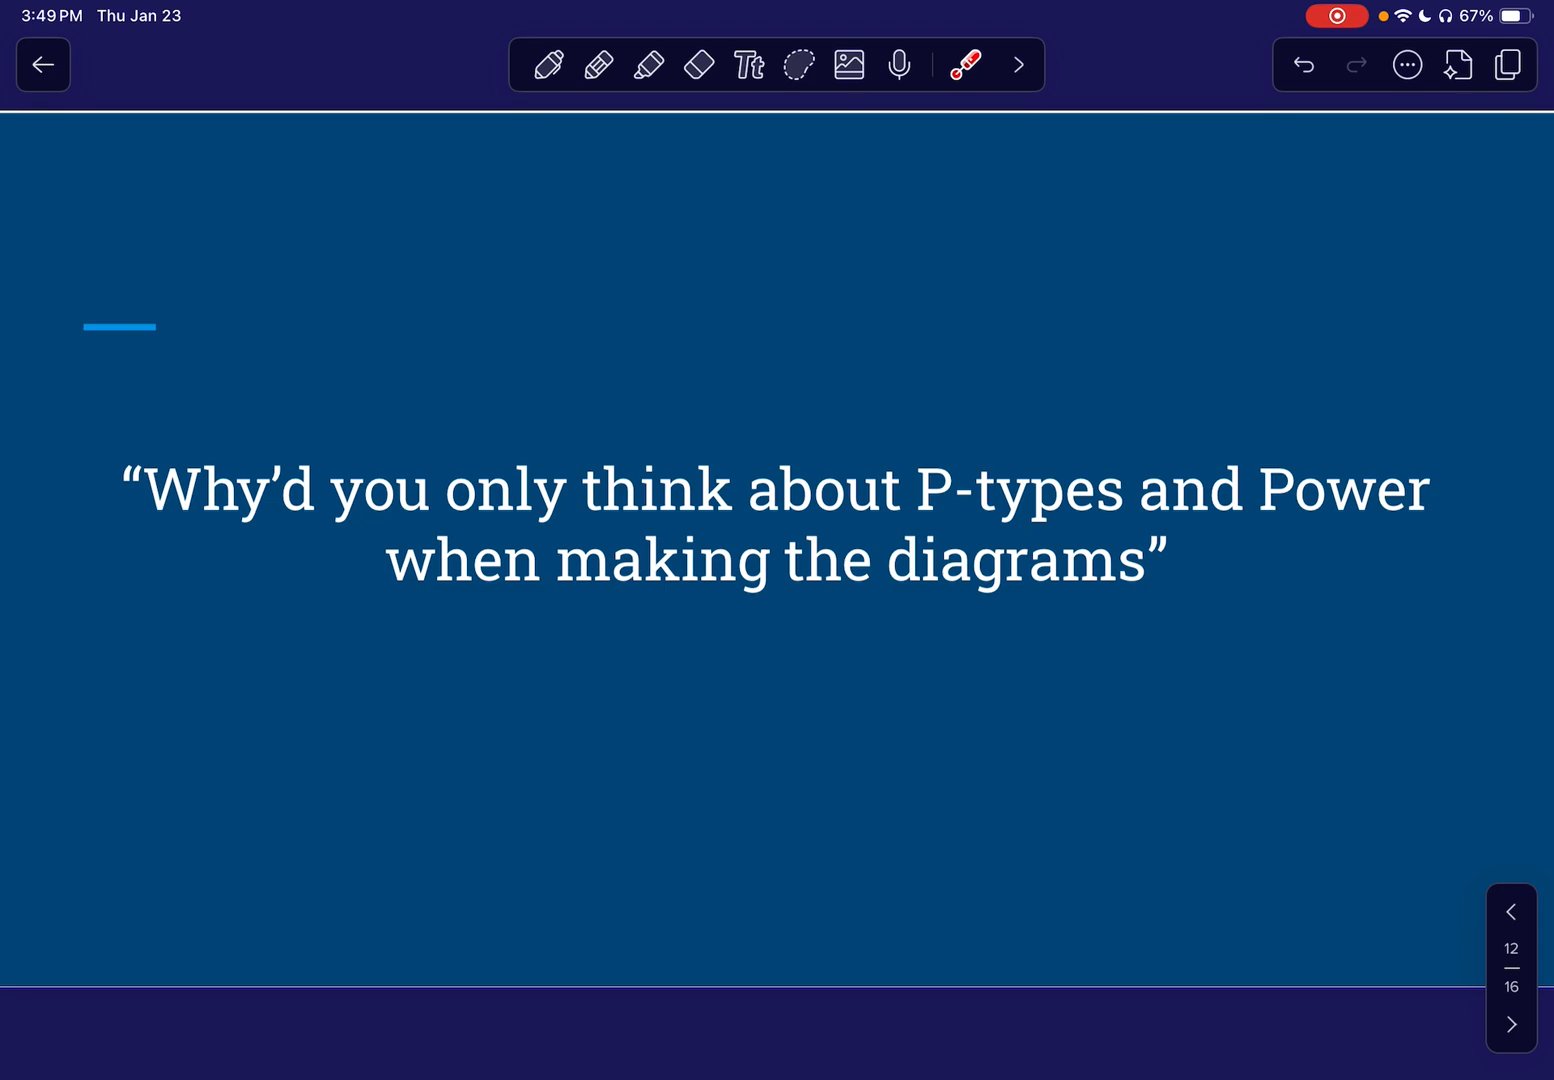 3:49 PM Thu Jan 23
67%
Tt
“Why’d you only think about P-types and Power
when making the diagrams”
12
16